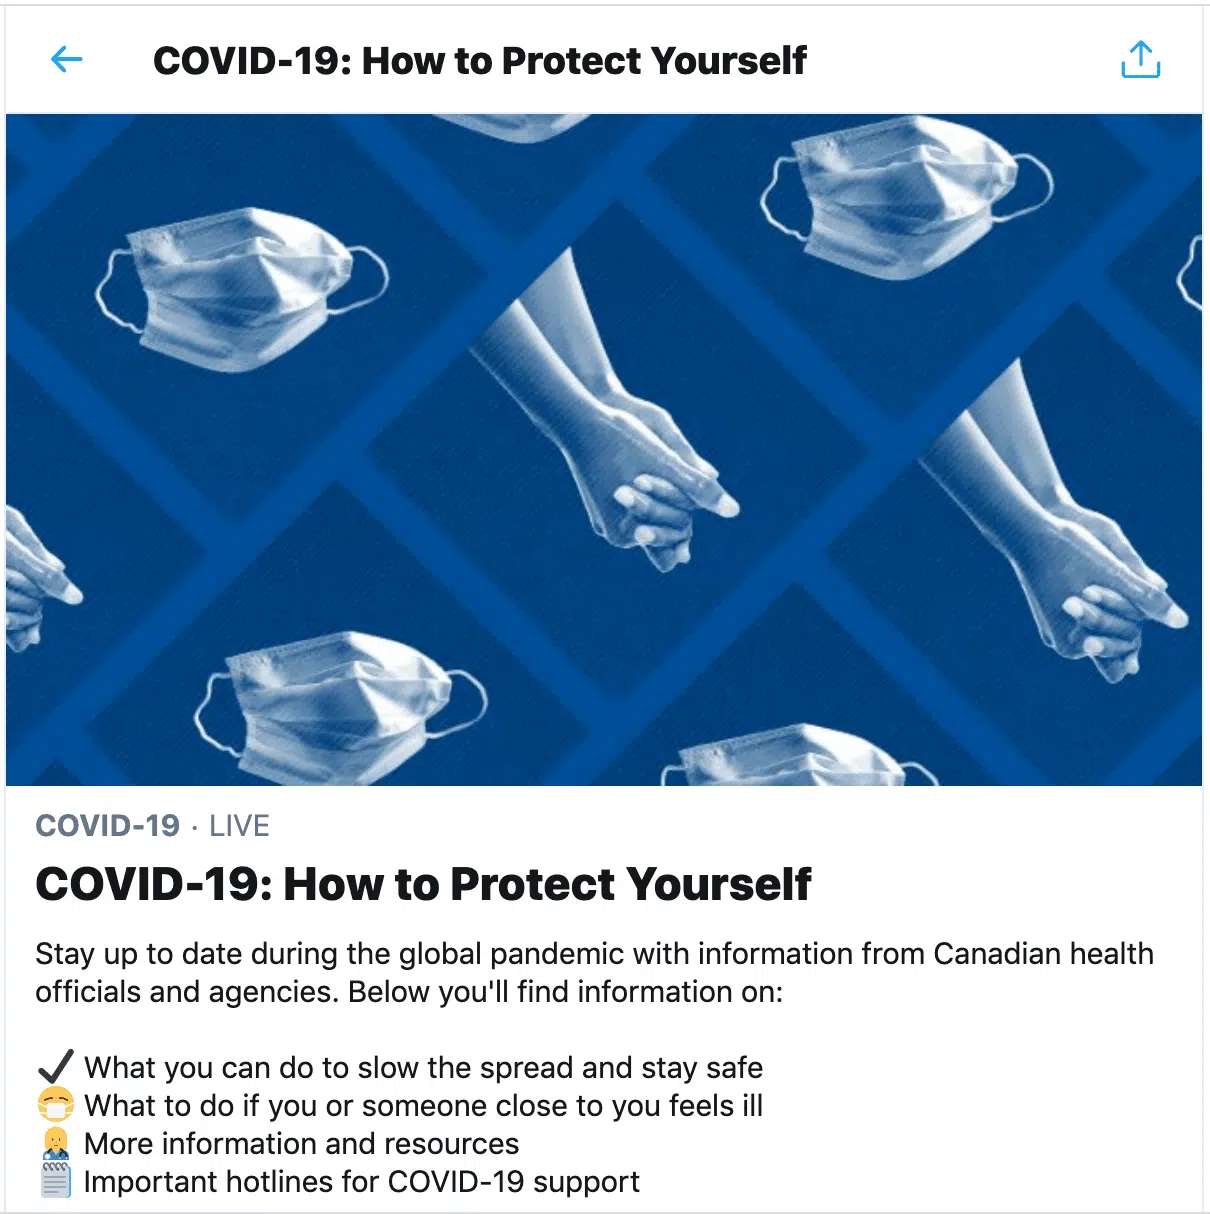 COVID-19: How to Protect Yourself
COVID-19 · LIVE
COVID-19: How to Protect Yourself
Stay up to date during the global pandemic with information from Canadian health
officials and agencies. Below you'll find information on:
✔️ What you can do to slow the spread and stay safe
😷 What to do if you or someone close to you feels ill
👩‍⚕️ More information and resources
🗒️ Important hotlines for COVID-19 support